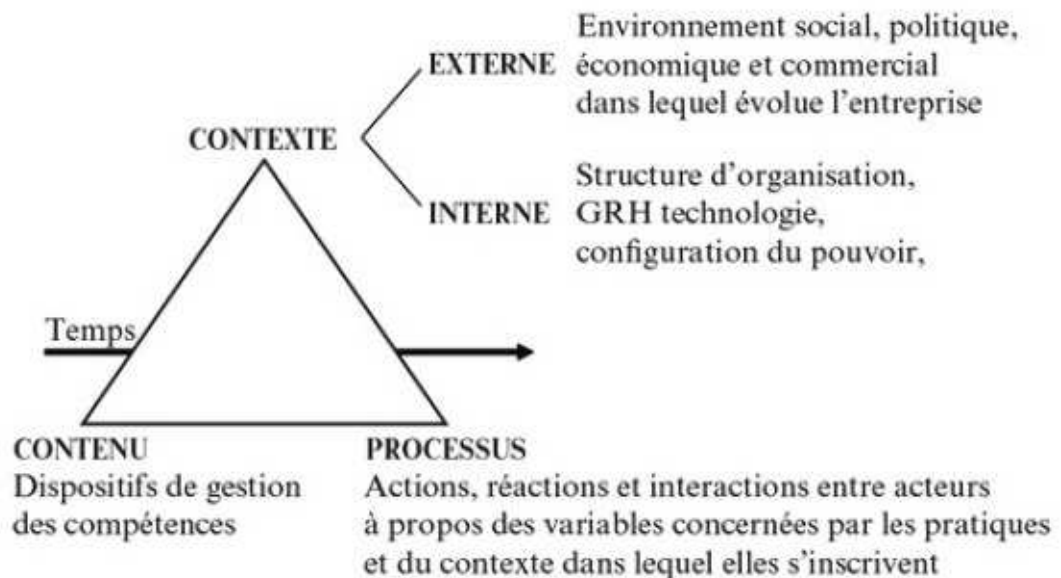 Environnement social, politique,
EXTERNE économique et commercial
dans lequel évolue l'entreprise
CONTEXTE
Structure d'organisation,
INTERNE GRH technologie,
configuration du pouvoir,
Temps
CONTENU
Dispositifs de gestion
des compétences
PROCESSUS
Actions, réactions et interactions entre acteurs
à propos des variables concernées par les pratiques
et du contexte dans lequel elles s'inscrivent